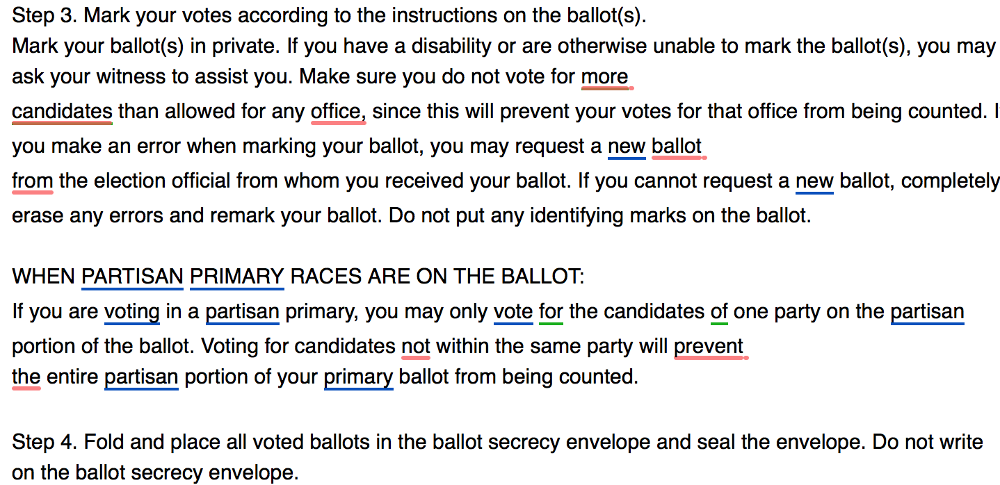 Step 3. Mark your votes according to the instructions on the ballot(s).
Mark your ballot(s) in private. If you have a disability or are otherwise unable to mark the ballot(s), you may
ask your witness to assist you. Make sure you do not vote for more
candidates than allowed for any office, since this will prevent your votes for that office from being counted. I
you make an error when marking your ballot, you may request a new ballot
from the election official from whom you received your ballot. If you cannot request a new ballot, completely
erase any errors and remark your ballot. Do not put any identifying marks on the ballot.
WHEN PARTISAN PRIMARY RACES ARE ON THE BALLOT:
If you are voting in a partisan primary, you may only vote for the candidates of one party on the partisan
portion of the ballot. Voting for candidates not within the same party will prevent
the entire partisan portion of your primary ballot from being counted.
Step 4. Fold and place all voted ballots in the ballot secrecy envelope and seal the envelope. Do not write
on the ballot secrecy envelope.